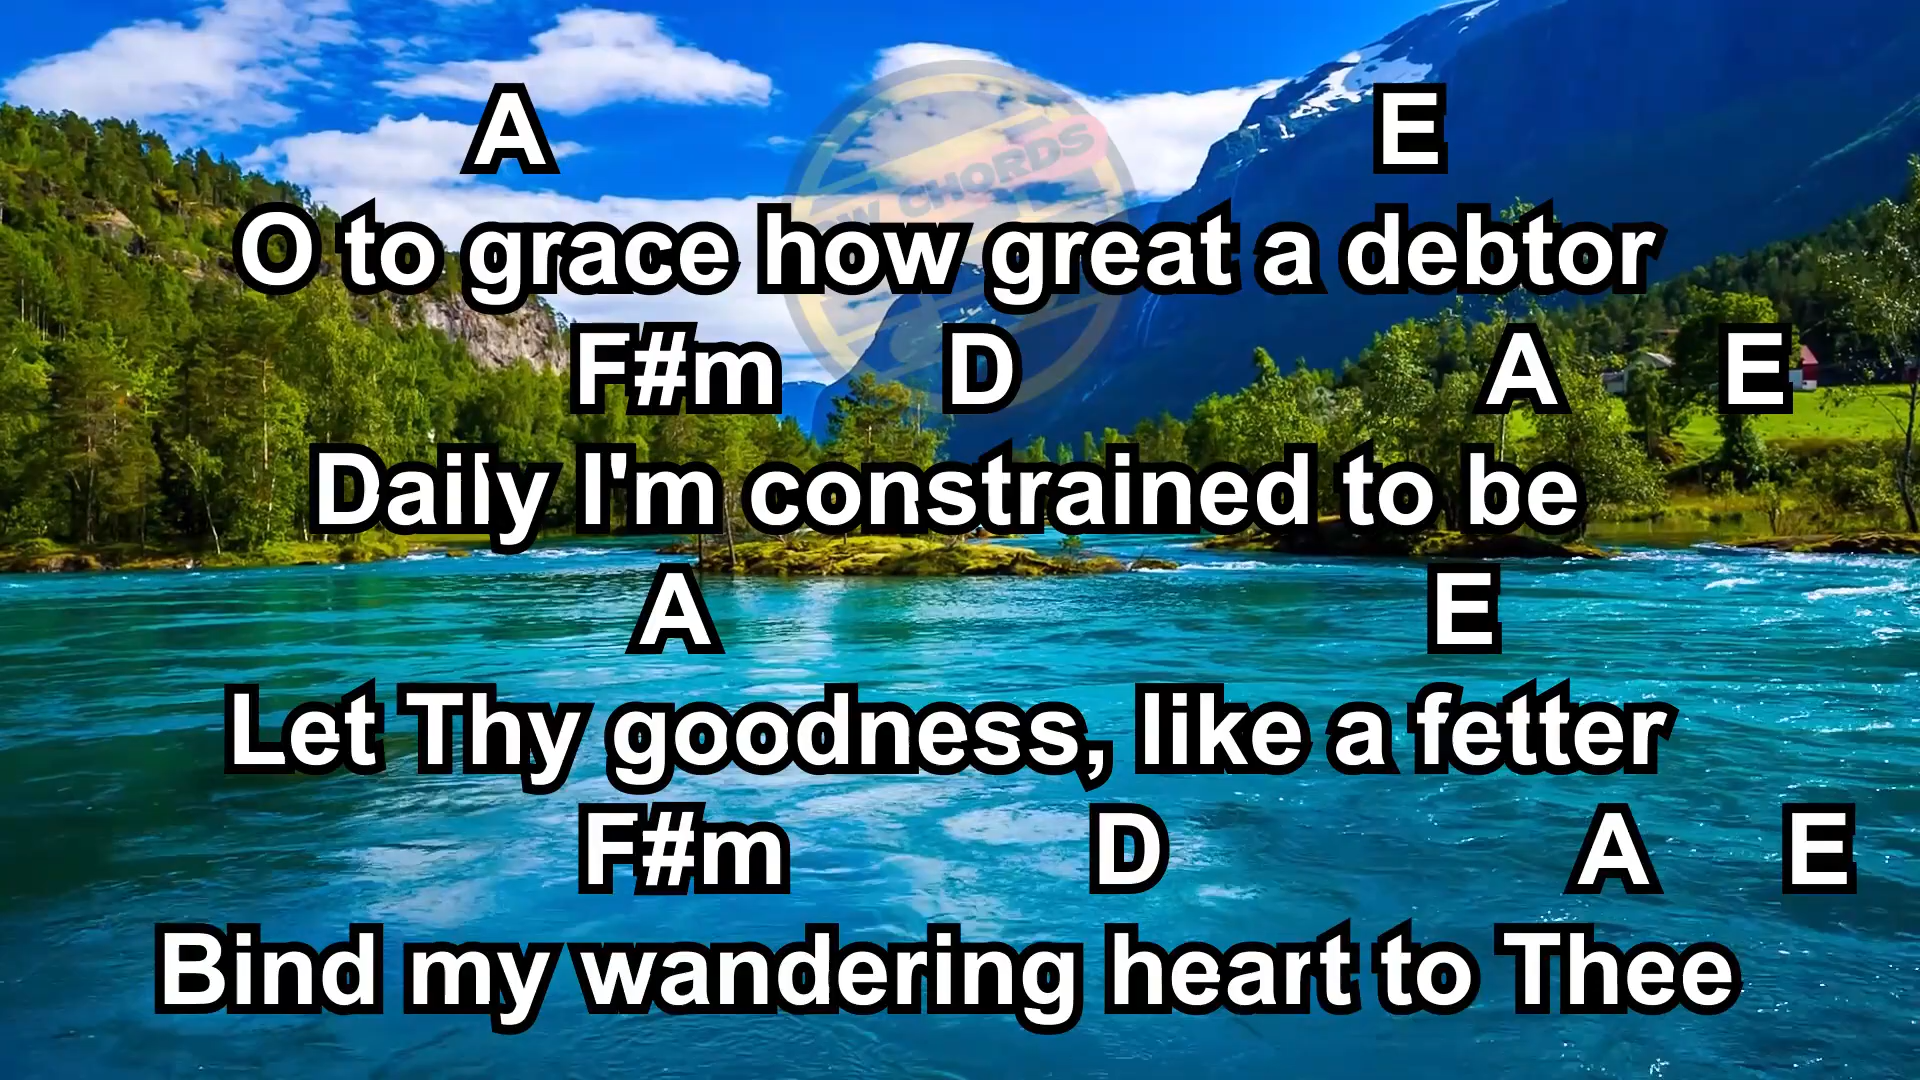 A E
O to grace how great a debtor
F#m D A E
Daily I'm constrained to be
A E
Let Thy goodness, like a fetter
F#m D A E
Bind my wandering heart to Thee
CHORDS